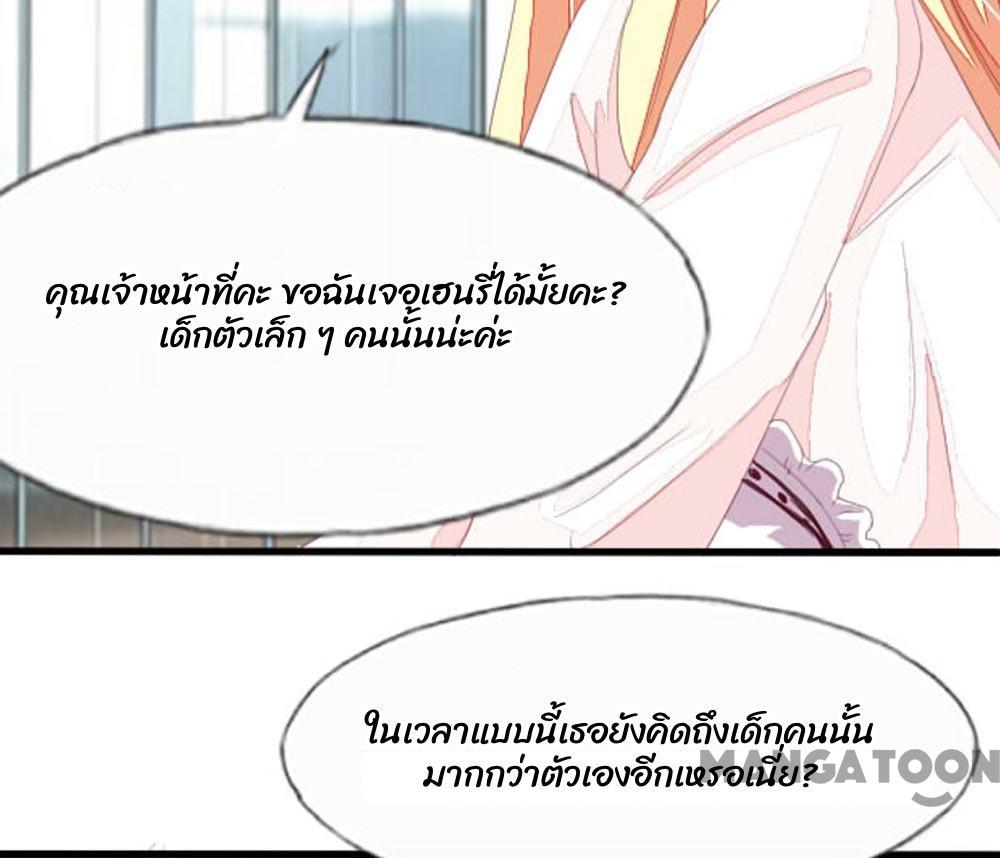 คุณเจ้าหน้าที่คะ ขอฉันเจอเฮนรี่ได้มั้ยคะ?
เด็กตัวเล็ก ๆ คนนั้นน่ะค่ะ
ในเวลาแบบนี้เธอยังคิดถึงเด็กคนนั้น
มากกว่าตัวเองอีกเหรอเนี่ย?
MANGATOON